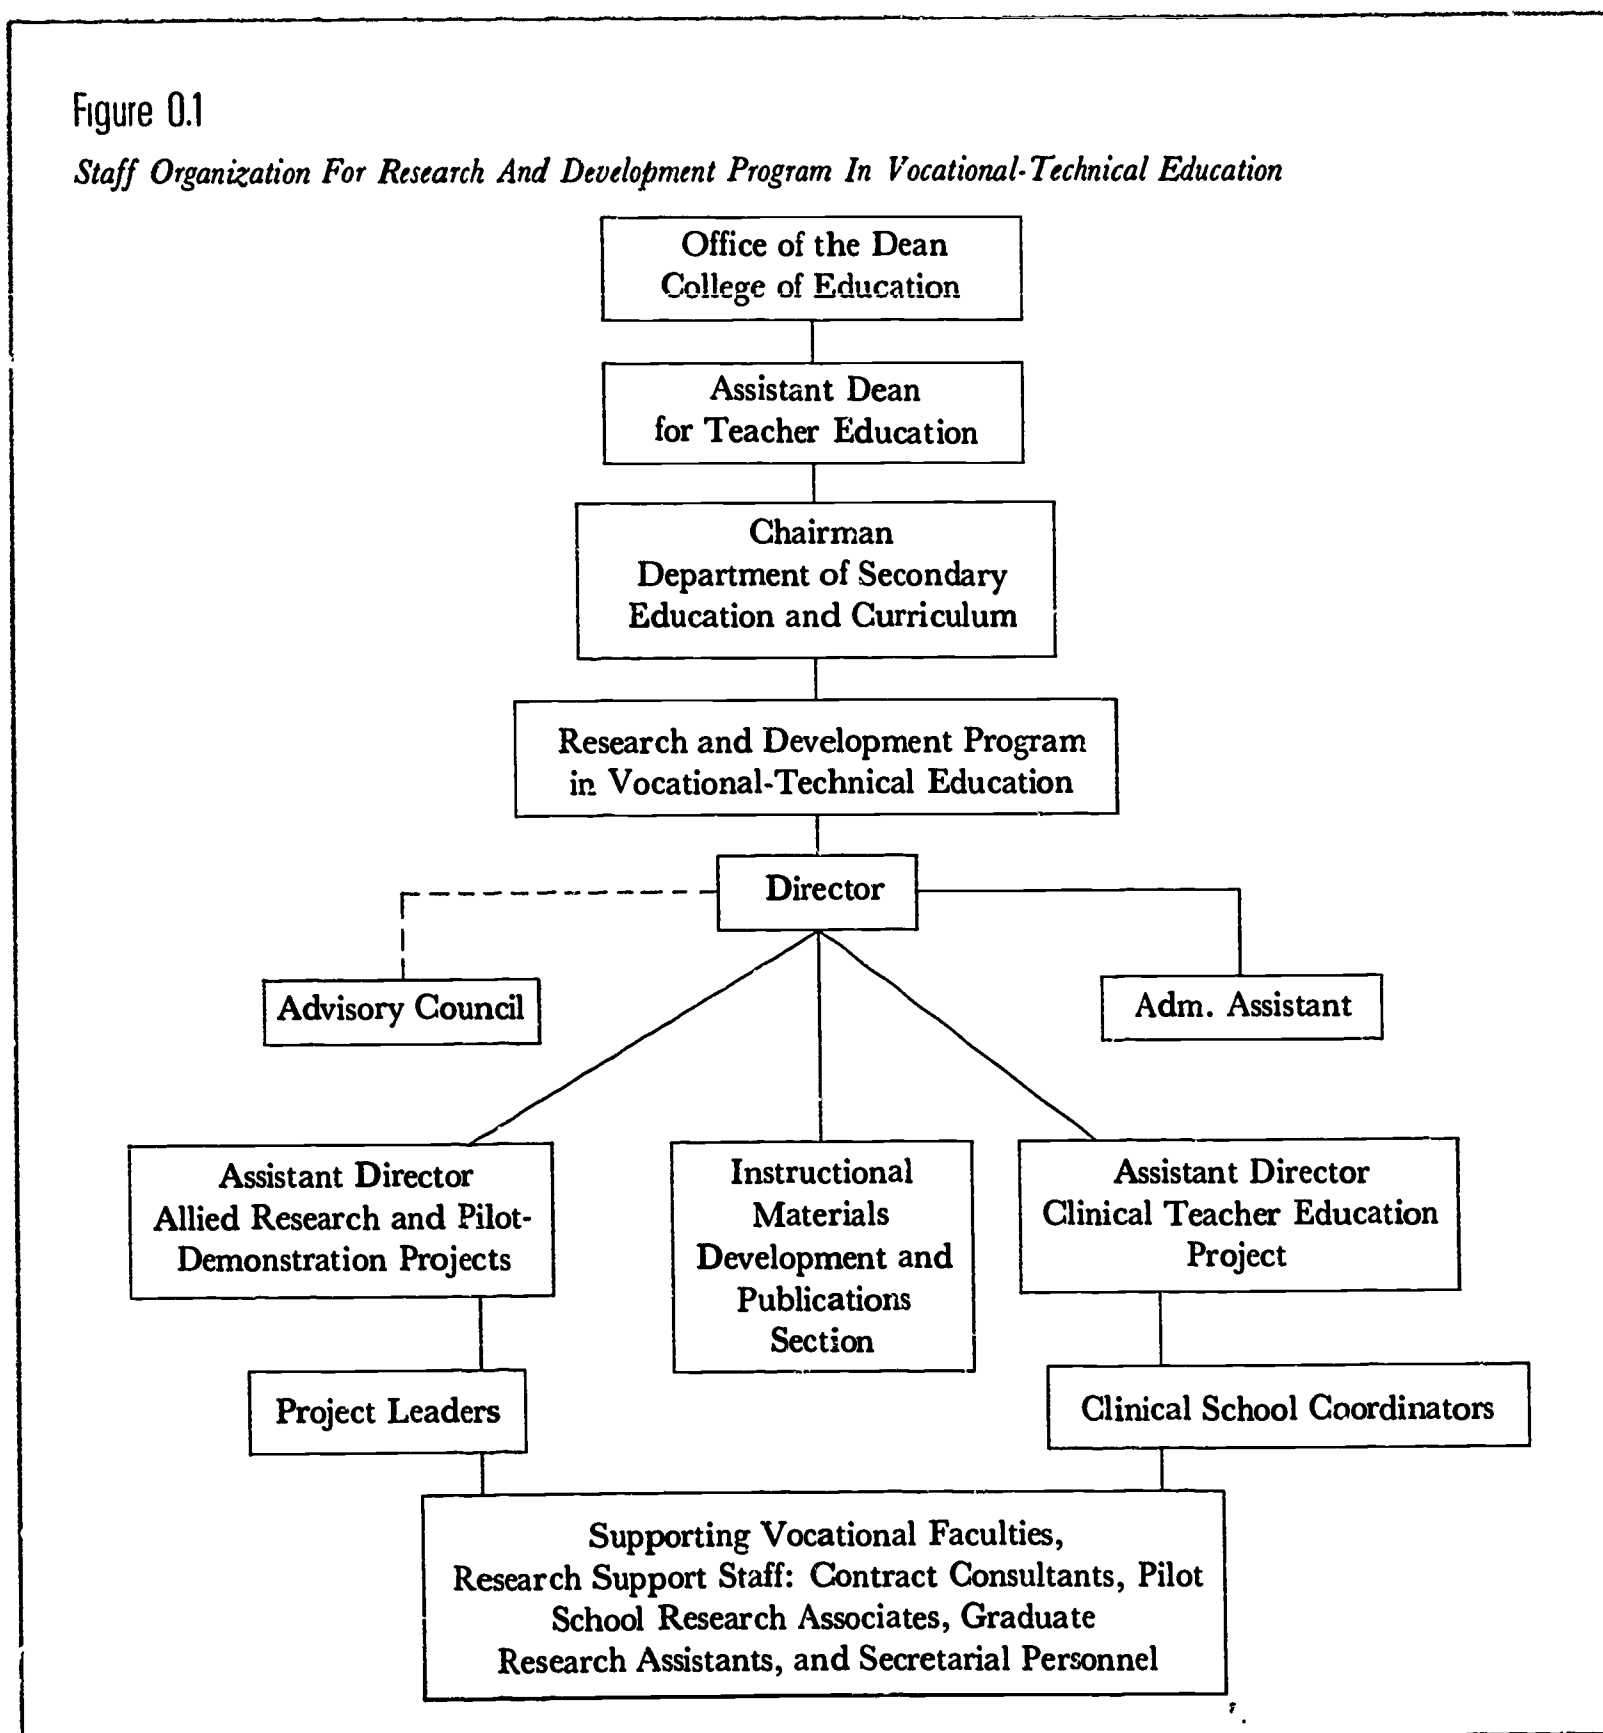 Figure 0.1
Staff Organization For Research And Development Program In Vocational-Technical Education
Office of the Dean
College of Education
Assistant Dean
for Teacher Education
Chairman
Department of Secondary
Education and Curriculum
Research and Development Program
in Vocational-Technical Education
Director
Advisory Council
Adm. Assistant
Assistant Director
Allied Research and Pilot-
Demonstration Projects
Instructional
Materials
Development and
Publications
Section
Assistant Director
Clinical Teacher Education
Project
Project Leaders
Clinical School Coordinators
Supporting Vocational Faculties,
Research Support Staff: Contract Consultants, Pilot
School Research Associates, Graduate
Research Assistants, and Secretarial Personnel